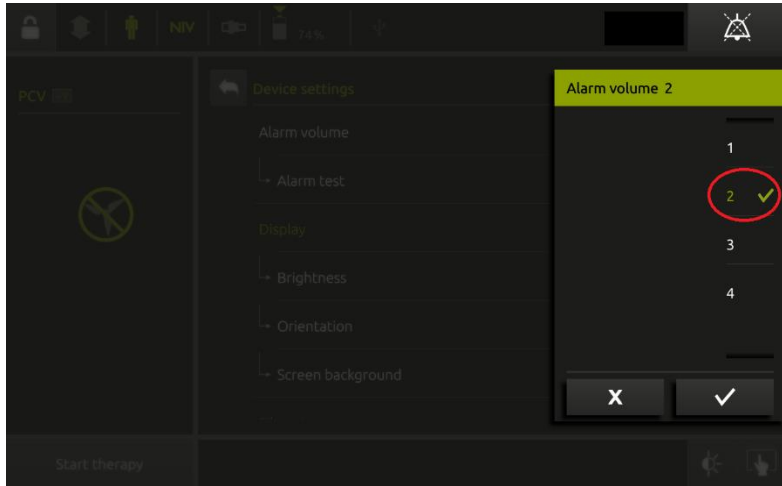 NIV
74%
PCV
Device settings
Alarm volume
Alarm test
Display
Brightness
Orientation
Screen background
Start therapy
Alarm volume 2
1
2
3
4
X